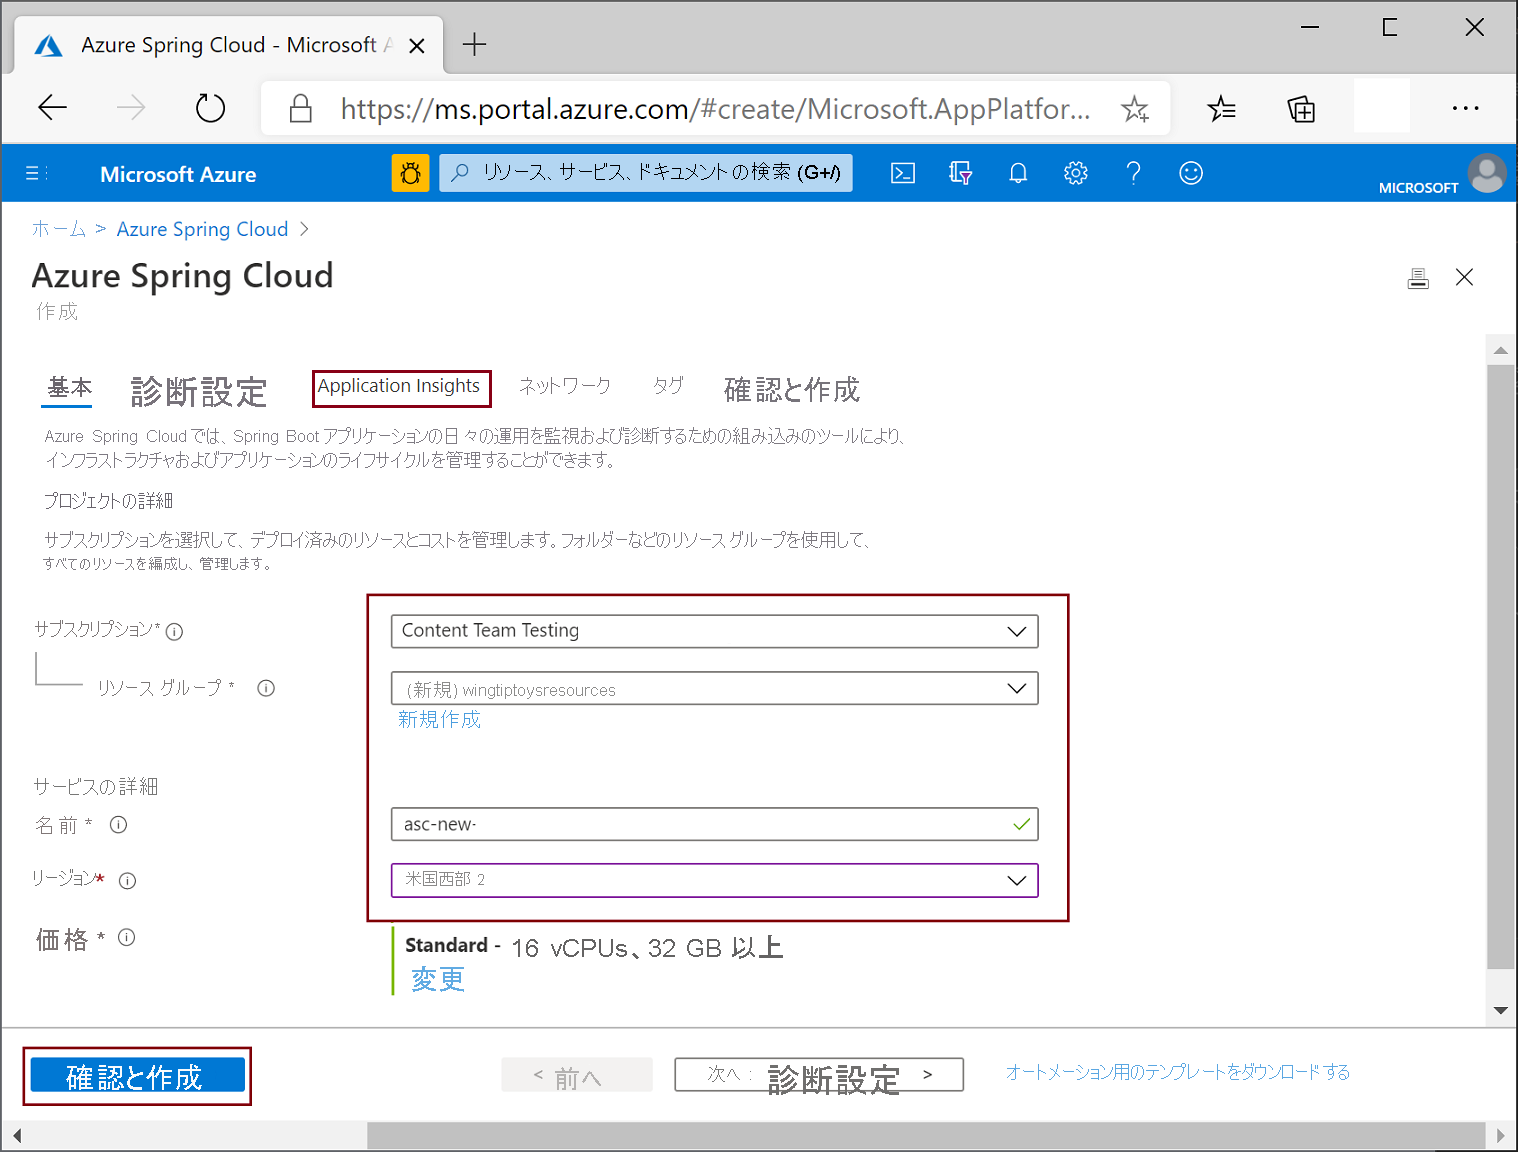 Azure Spring Cloud - Microsoft A
https://ms.portal.azure.com/#create/Microsoft.AppPlatfor...
Microsoft Azure
リソース、サービス、ドキュメントの検索 (G+/)
MICROSOFT
ホーム > Azure Spring Cloud >
Azure Spring Cloud
作成
基本 診断設定 Application Insights ネットワーク タグ 確認と作成
Azure Spring Cloudでは、Spring Boot アプリケーションの日々の運用を監視および診断するための組み込みのツールにより、
インフラストラクチャおよびアプリケーションのライフサイクルを管理することができます。
プロジェクトの詳細
サブスクリプションを選択して、デプロイ済みのリソースとコストを管理します。フォルダーなどのリソース グループを使用して、
すべてのリソースを編成し、管理します。
サブスクリプション* Content Team Testing
リソース グループ * (新規) wingtiptoysresources
新規作成
サービスの詳細
名前 * asc-new-
リージョン* 米国西部 2
価格 * Standard - 16 vCPUs、32 GB 以上
変更
確認と作成 < 前へ 次へ : 診断設定 > オートメーション用のテンプレートをダウンロードする